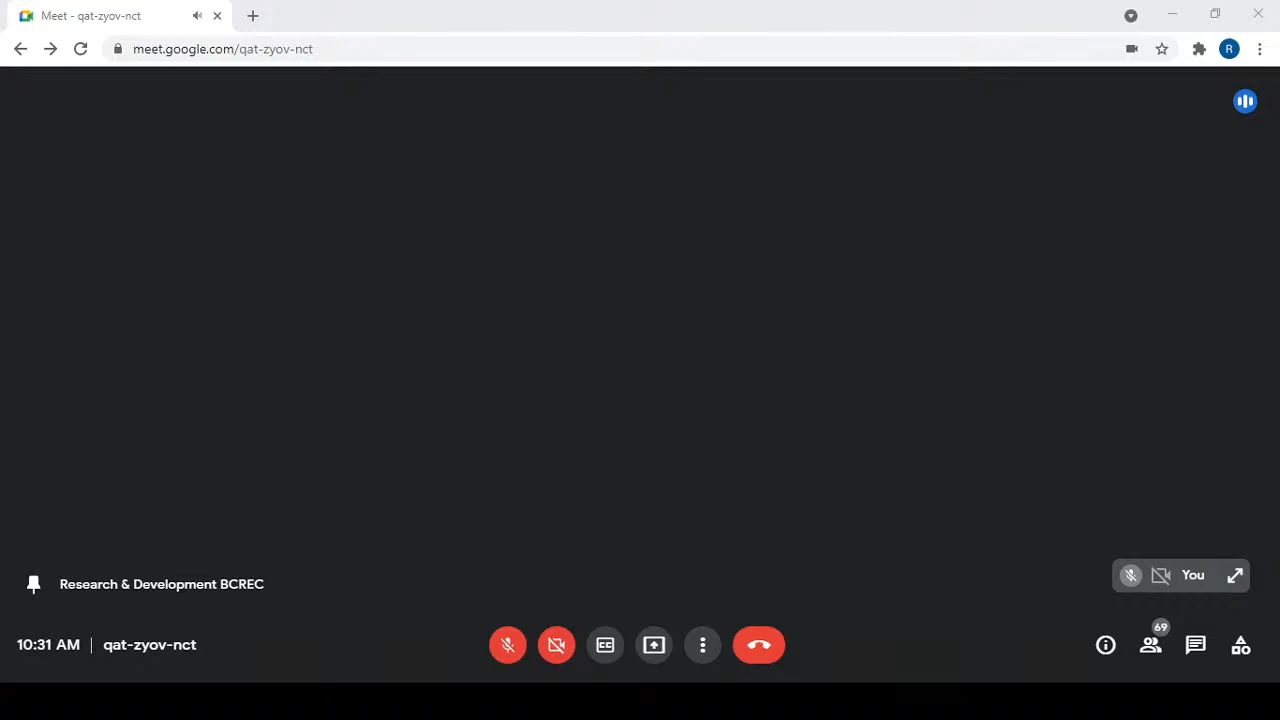 Meet - qat-zyov-nct
meet.google.com/qat-zyov-nct
R
Research & Development BCREC
You
10:31 AM | qat-zyov-nct
CC
69